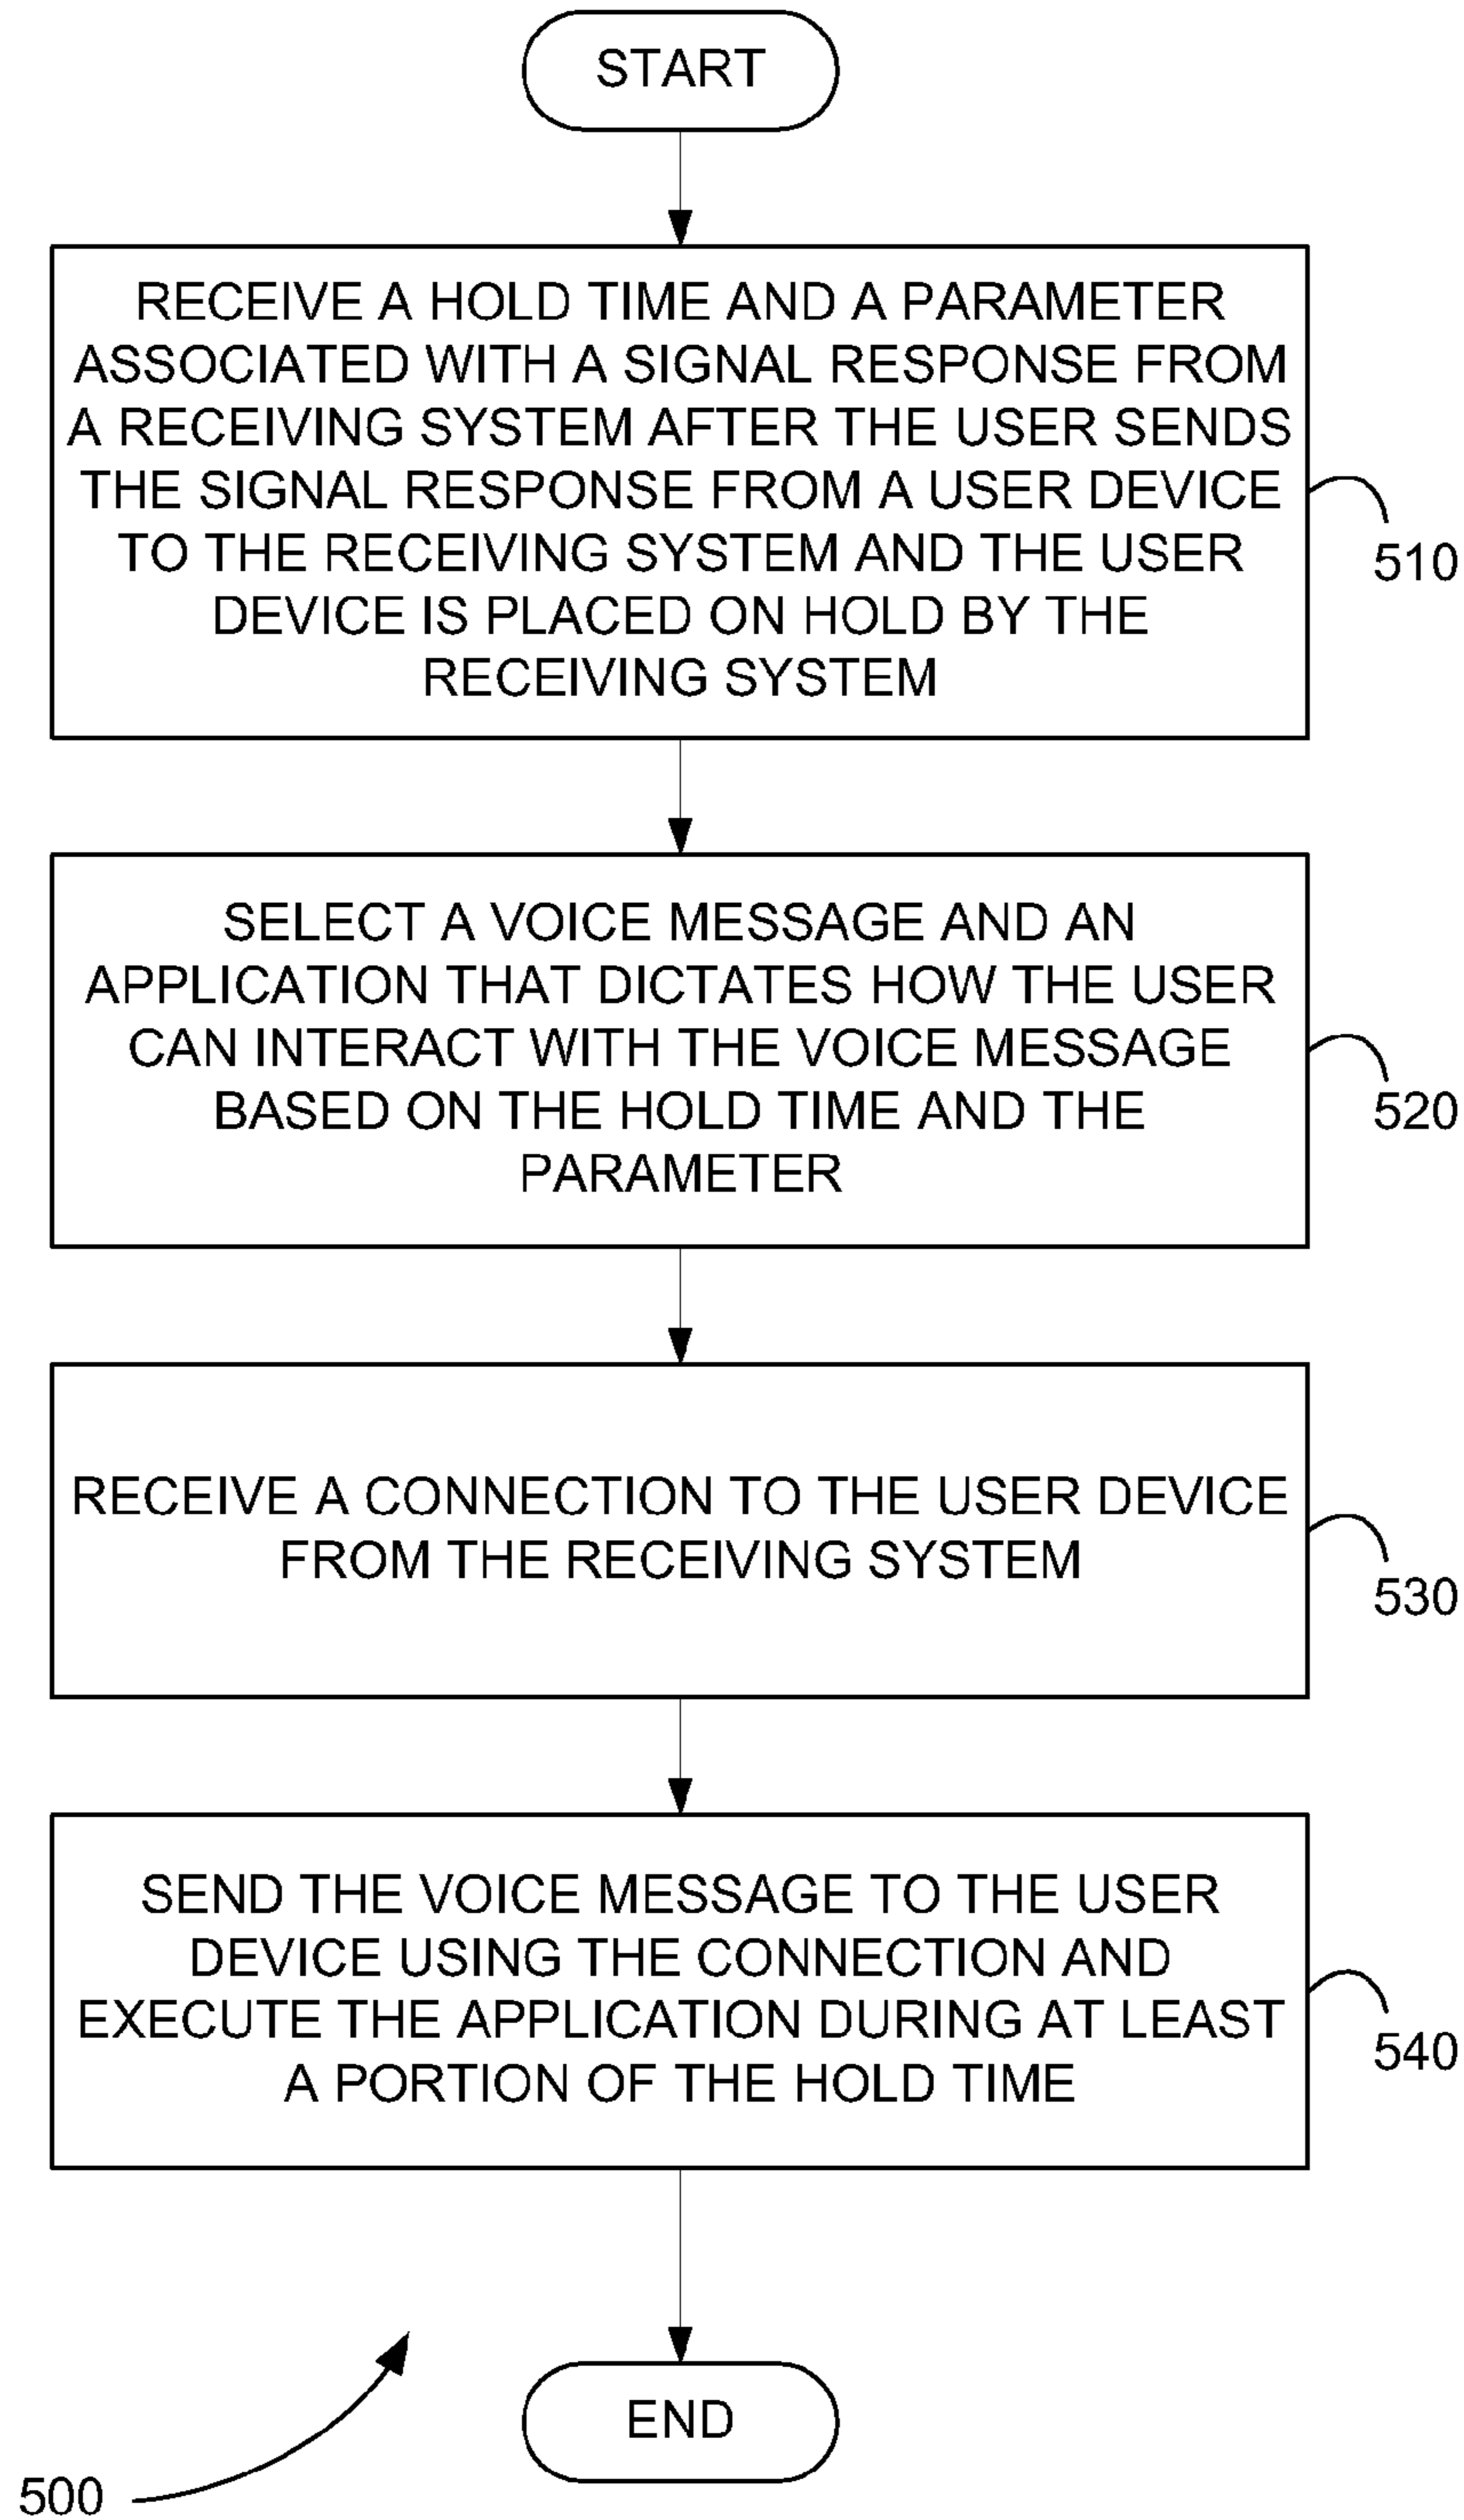 START
RECEIVE A HOLD TIME AND A PARAMETER
ASSOCIATED WITH A SIGNAL RESPONSE FROM
A RECEIVING SYSTEM AFTER THE USER SENDS
THE SIGNAL RESPONSE FROM A USER DEVICE
TO THE RECEIVING SYSTEM AND THE USER
DEVICE IS PLACED ON HOLD BY THE
RECEIVING SYSTEM
510
SELECT A VOICE MESSAGE AND AN
APPLICATION THAT DICTATES HOW THE USER
CAN INTERACT WITH THE VOICE MESSAGE
BASED ON THE HOLD TIME AND THE
PARAMETER
520
RECEIVE A CONNECTION TO THE USER DEVICE
FROM THE RECEIVING SYSTEM
530
SEND THE VOICE MESSAGE TO THE USER
DEVICE USING THE CONNECTION AND
EXECUTE THE APPLICATION DURING AT LEAST
A PORTION OF THE HOLD TIME
540
END
500